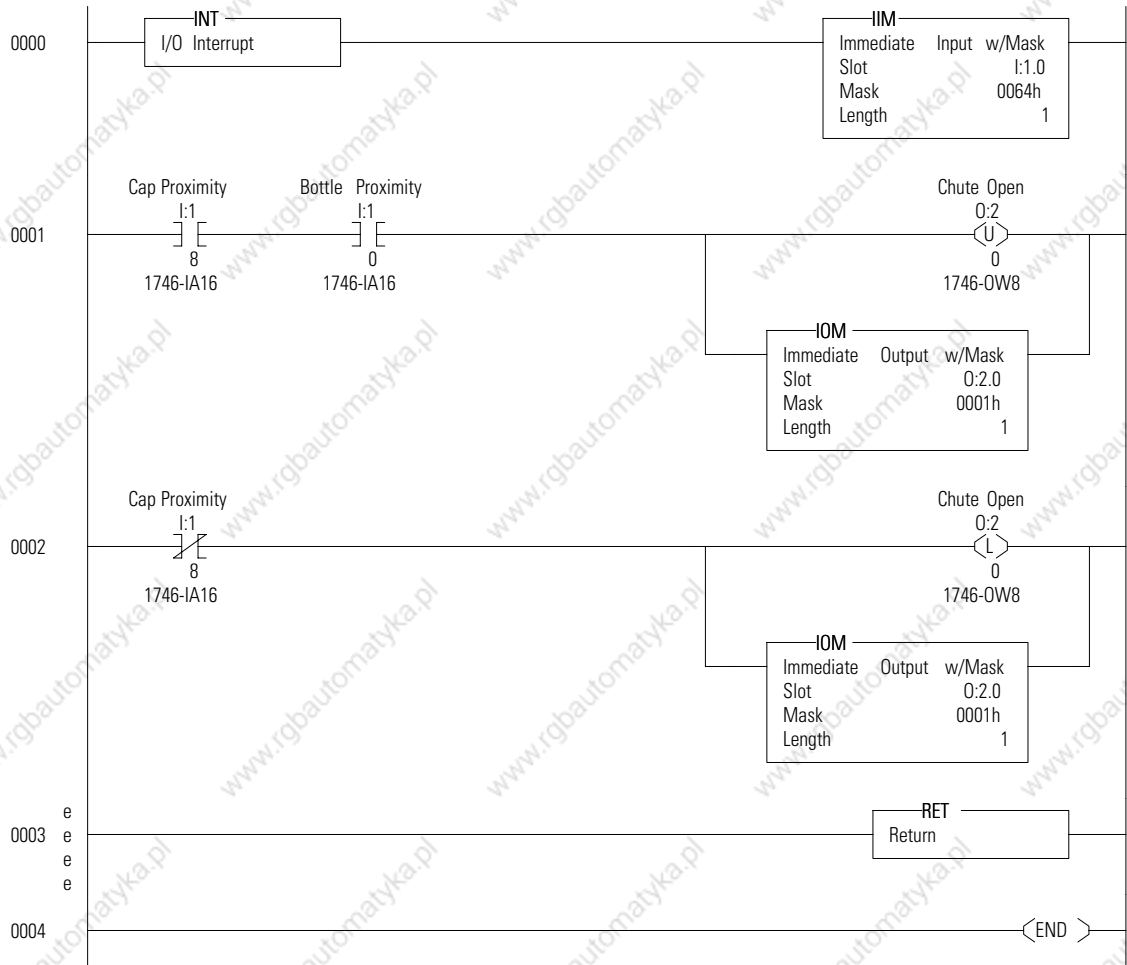 INT
0000 I/O Interrupt
IIM
Immediate Input w/Mask
Slot I:1.0
Mask 0064h
Length 1
Cap Proximity Bottle Proximity Chute Open
I:1 I:1 O:2
0001 U
8 0 0
1746-IA16 1746-IA16 1746-OW8
IOM
Immediate Output w/Mask
Slot O:2.0
Mask 0001h
Length 1
Cap Proximity Chute Open
I:1 O:2
0002 L
8 0
1746-IA16 1746-OW8
IOM
Immediate Output w/Mask
Slot O:2.0
Mask 0001h
Length 1
e
RET
0003 e Return
e
e
0004 END
www.rgbautomatyka.pl